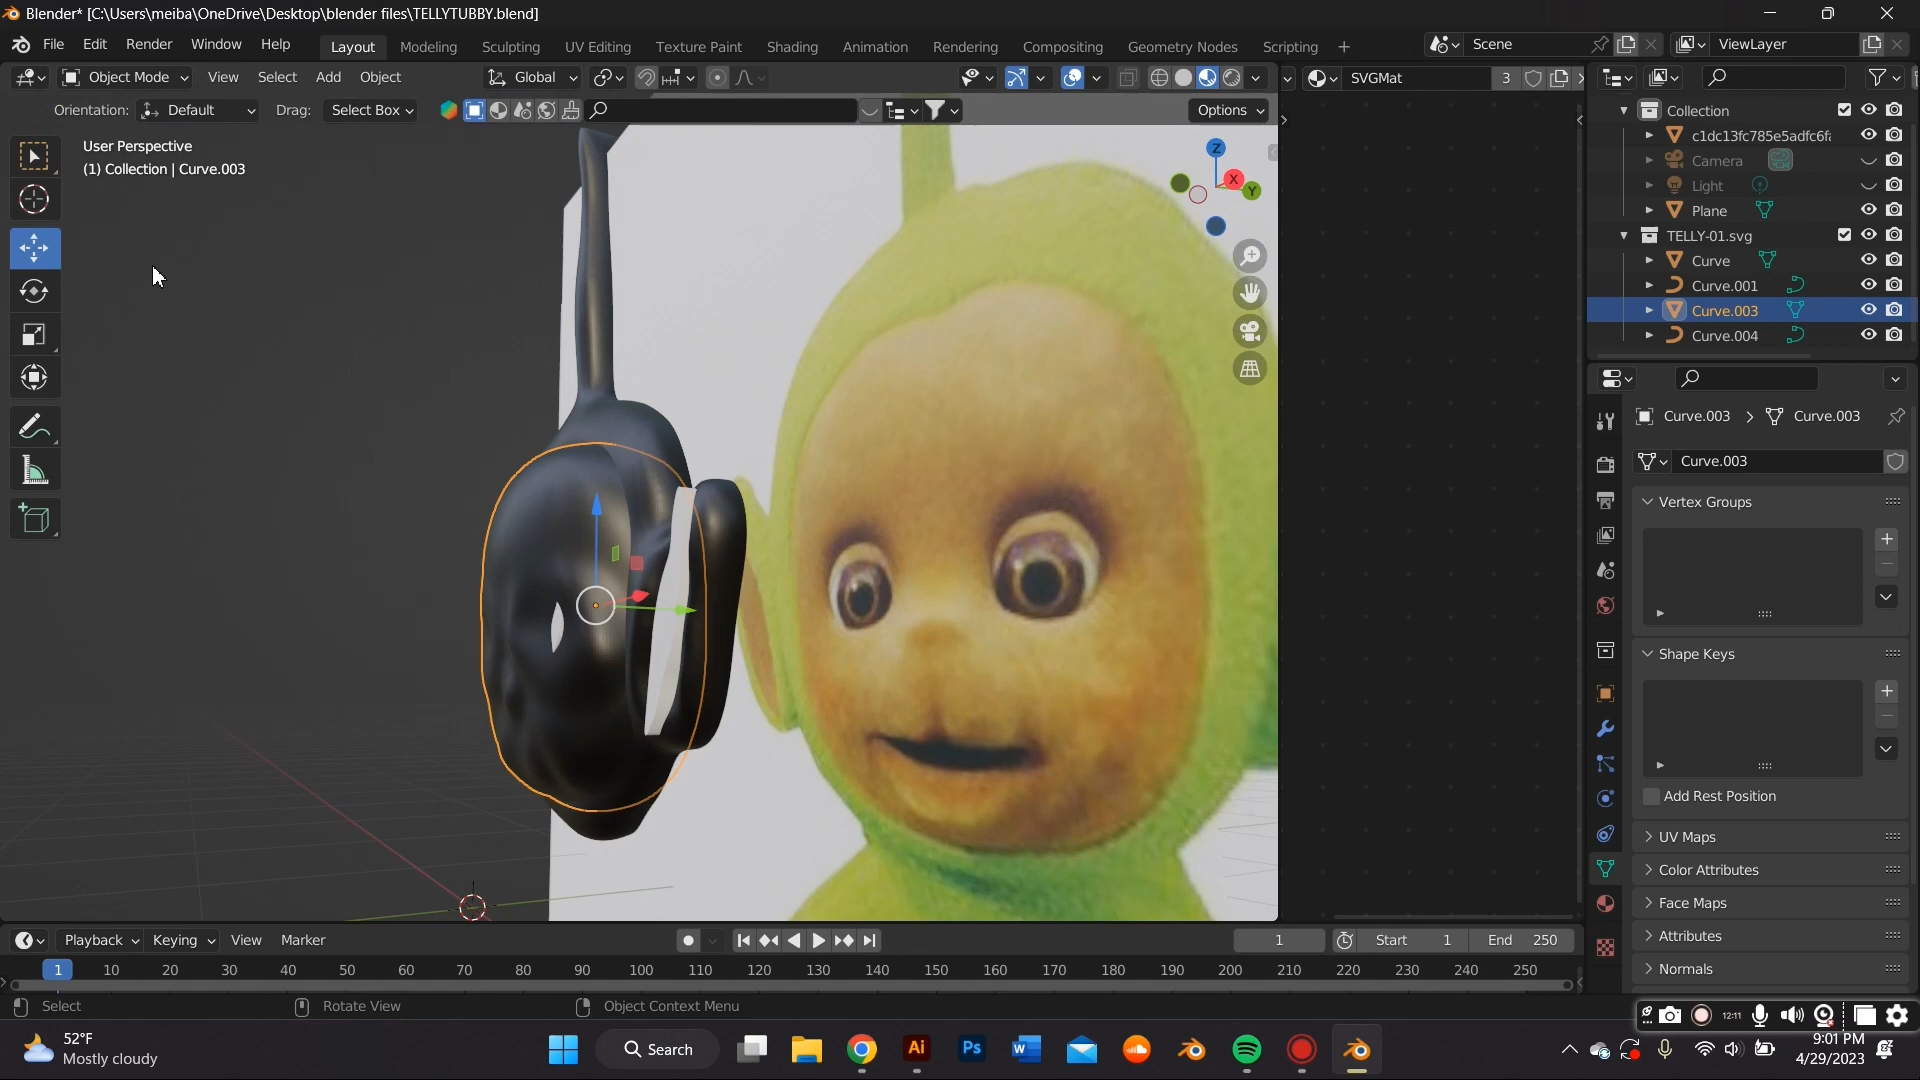 Blender* [C:\Users\meiba\OneDrive\Desktop\blender files\TELLYTUBBY.blend]
File Edit Render Window Help Layout Modeling Sculpting UV Editing Texture Paint Shading Animation Rendering Compositing Geometry Nodes Scripting + Scene ViewLayer
Object Mode View Select Add Object Global SVGMat 3
Orientation: Default Drag: Select Box Options
User Perspective
(1) Collection | Curve.003
Z
X
Y
Collection
c1dc13fc785e5adfc6f
Camera
Light
Plane
TELLY-01.svg
Curve
Curve.001
Curve.003
Curve.004
Curve.003 > Curve.003
Curve.003
Vertex Groups
Shape Keys
Add Rest Position
UV Maps
Color Attributes
Face Maps
Attributes
Normals
Playback Keying View Marker 1 Start 1 End 250
1 10 20 30 40 50 60 70 80 90 100 110 120 130 140 150 160 170 180 190 200 210 220 230 240 250
Select Rotate View Object Context Menu
12:11
52°F
Mostly cloudy
Search
Ai Ps W
9:01 PM
4/29/2023